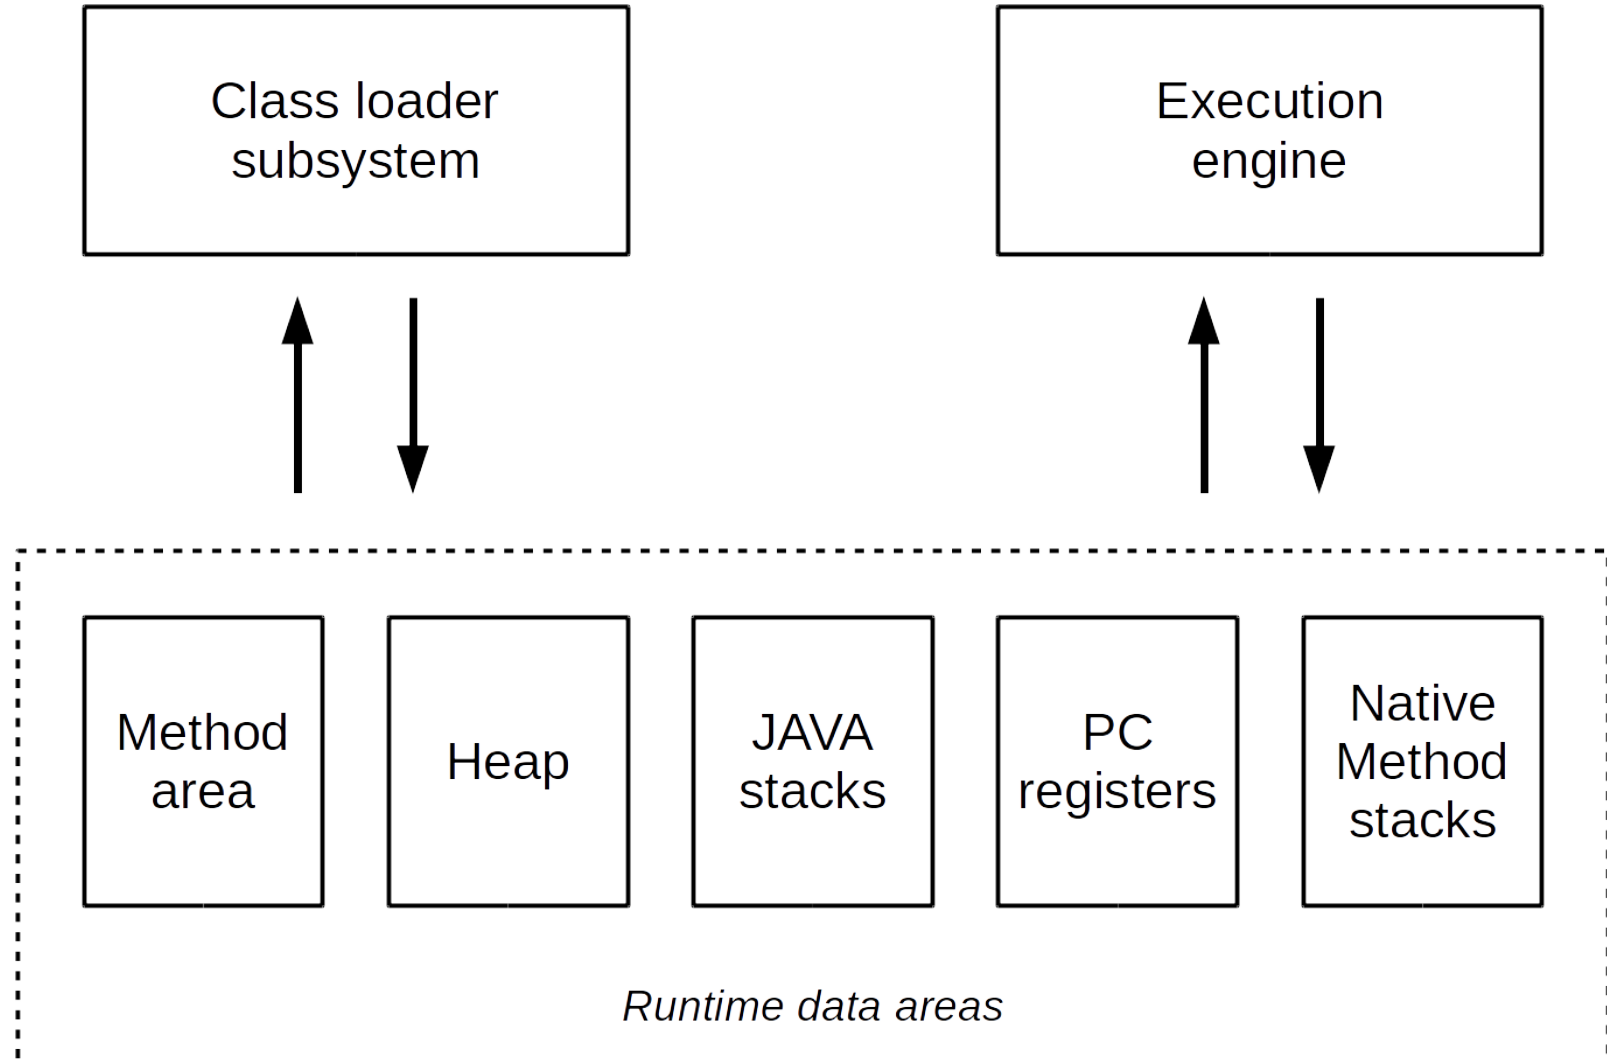 Class loader
subsystem
Execution
engine
Method
area
Heap
JAVA
stacks
PC
registers
Native
Method
stacks
Runtime data areas